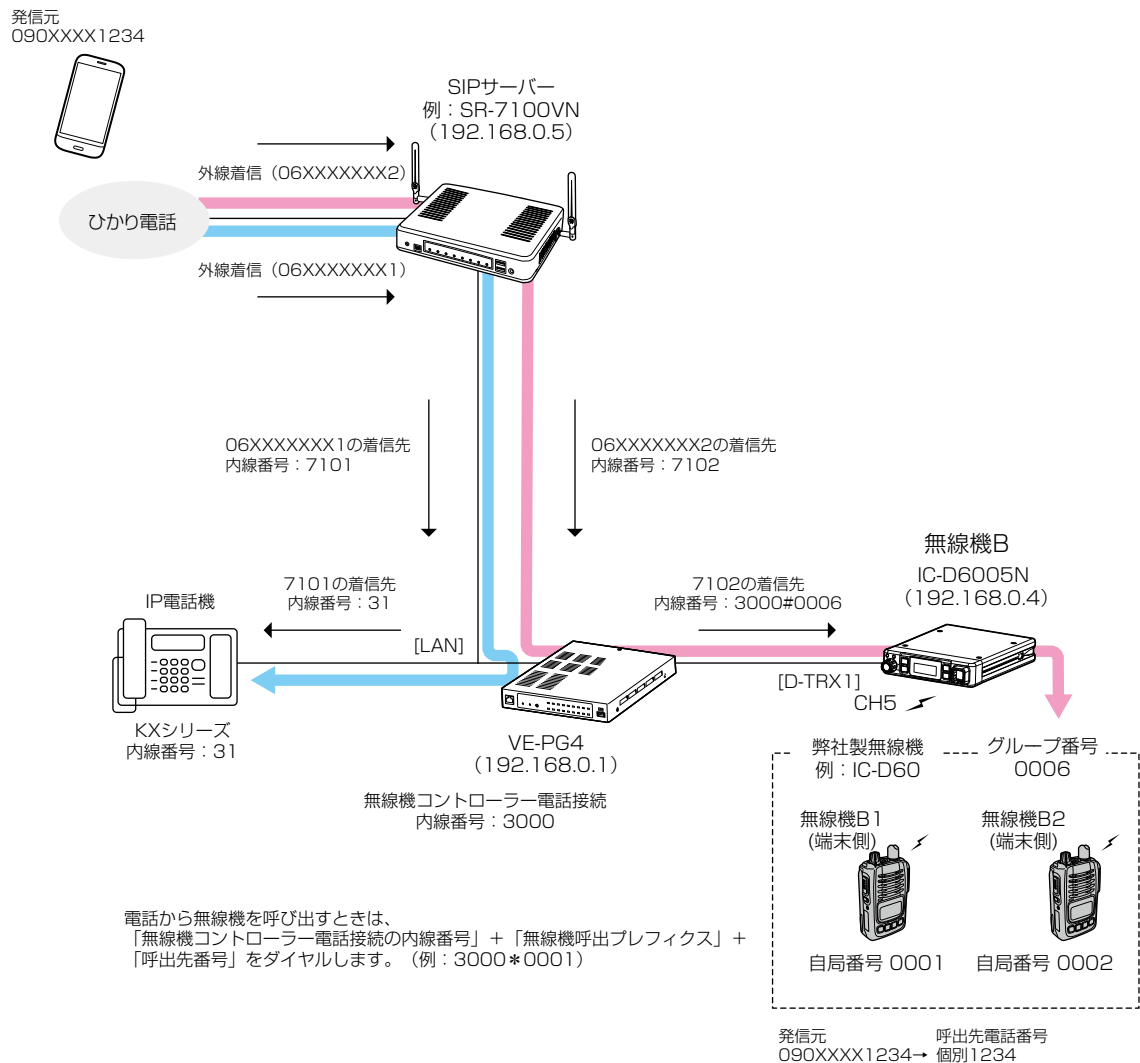 発信元
090XXXX1234
SIPサーバー
例：SR-7100VN
（192.168.0.5）
外線着信（06XXXXXXX2）
ひかり電話
外線着信（06XXXXXXX1）
06XXXXXXX1の着信先
内線番号：7101
06XXXXXXX2の着信先
内線番号：7102
無線機B
IC-D6005N
（192.168.0.4）
IP電話機
7101の着信先
内線番号：31
7102の着信先
内線番号：3000#0006
[LAN]
[D-TRX1]
CH5
KXシリーズ
内線番号：31
VE-PG4
（192.168.0.1）
無線機コントローラー電話接続
内線番号：3000
弊社製無線機
例：IC-D60
グループ番号
0006
無線機B1
(端末側)
無線機B2
(端末側)
自局番号 0001
自局番号 0002
電話から無線機を呼び出すときは、
「無線機コントローラー電話接続の内線番号」＋「無線機呼出プレフィクス」＋
「呼出先番号」をダイヤルします。（例：3000＊0001）
発信元 呼出先電話番号
090XXXX1234→ 個別1234